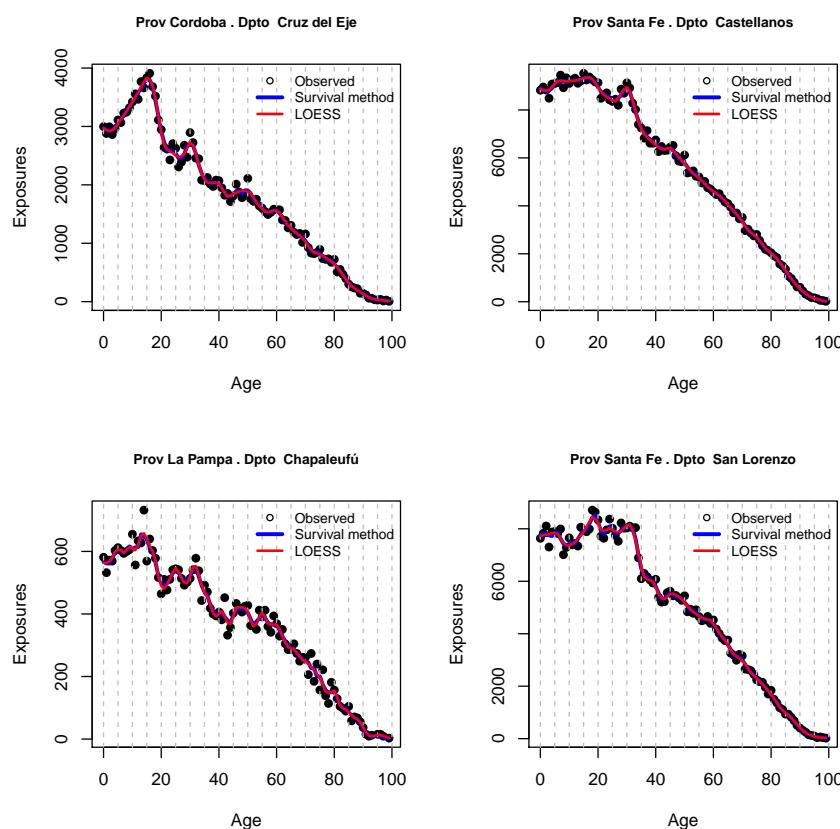 Prov Cordoba . Dpto Cruz del Eje
Exposures
0 1000 2000 3000 4000
Observed
Survival method
LOESS
0 20 40 60 80 100
Age
Prov Santa Fe . Dpto Castellanos
Exposures
0 2000 6000
Observed
Survival method
LOESS
0 20 40 60 80 100
Age
Prov La Pampa . Dpto Chapaleufú
Exposures
0 200 400 600
Observed
Survival method
LOESS
0 20 40 60 80 100
Age
Prov Santa Fe . Dpto San Lorenzo
Exposures
0 2000 6000
Observed
Survival method
LOESS
0 20 40 60 80 100
Age